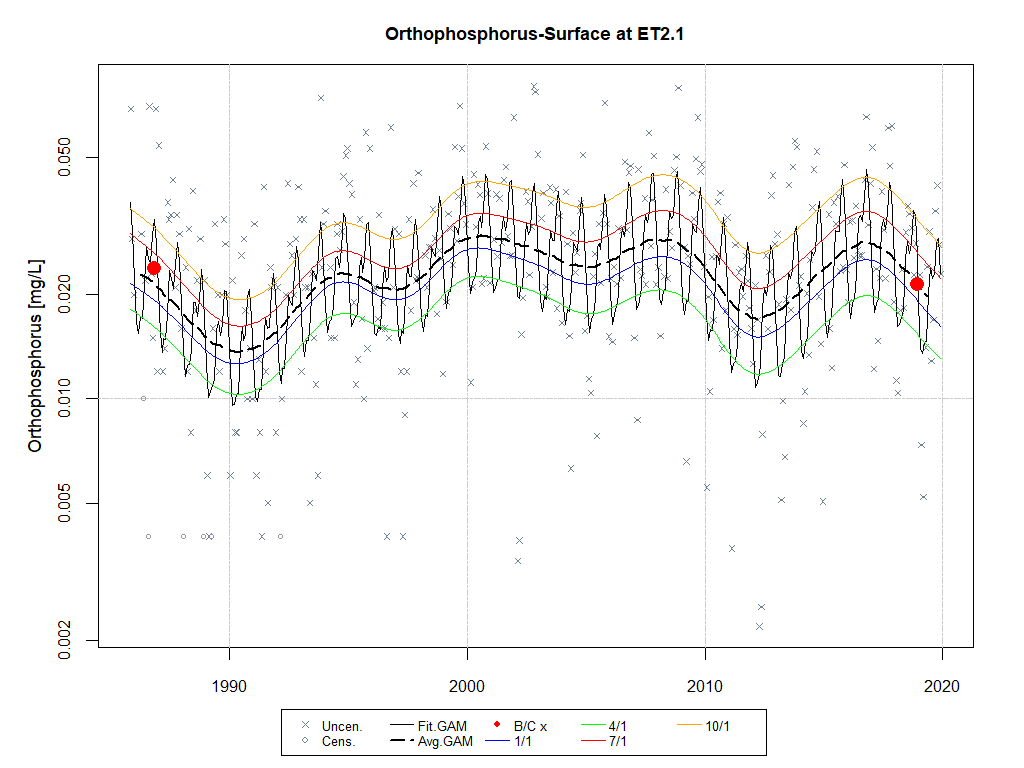 Orthophosphorus-Surface at ET2.1
Orthophosphorus [mg/L]
0.050
0.020
0.010
0.005
0.002
1990 2000 2010 2020
Uncen. Fit.GAM B/C x 4/1 10/1
Cens. Avg.GAM 1/1 7/1